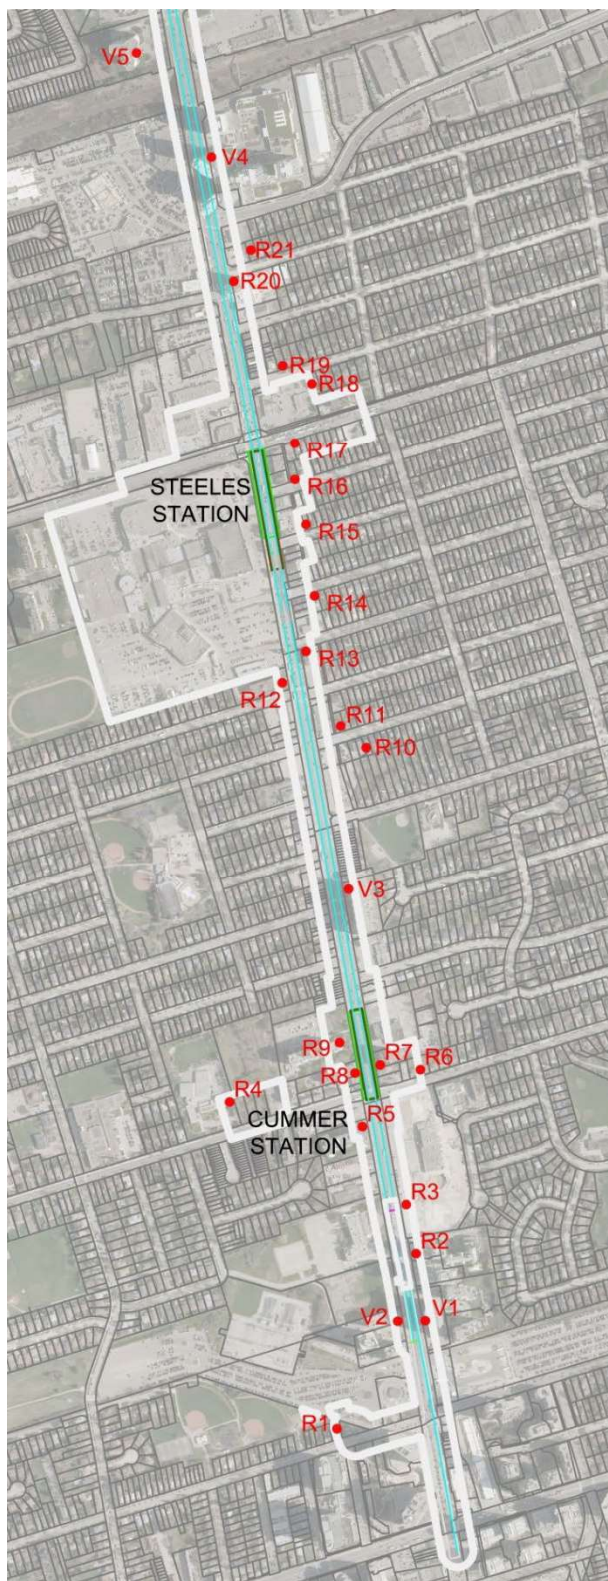 V5
V4
R21
R20
R19
R18
R17
STEELES
STATION
R16
R15
R14
R13
R12
R11
R10
V3
R9
R7
R6
R8
R4
CUMMER
STATION
R5
R3
R2
V2
V1
R1